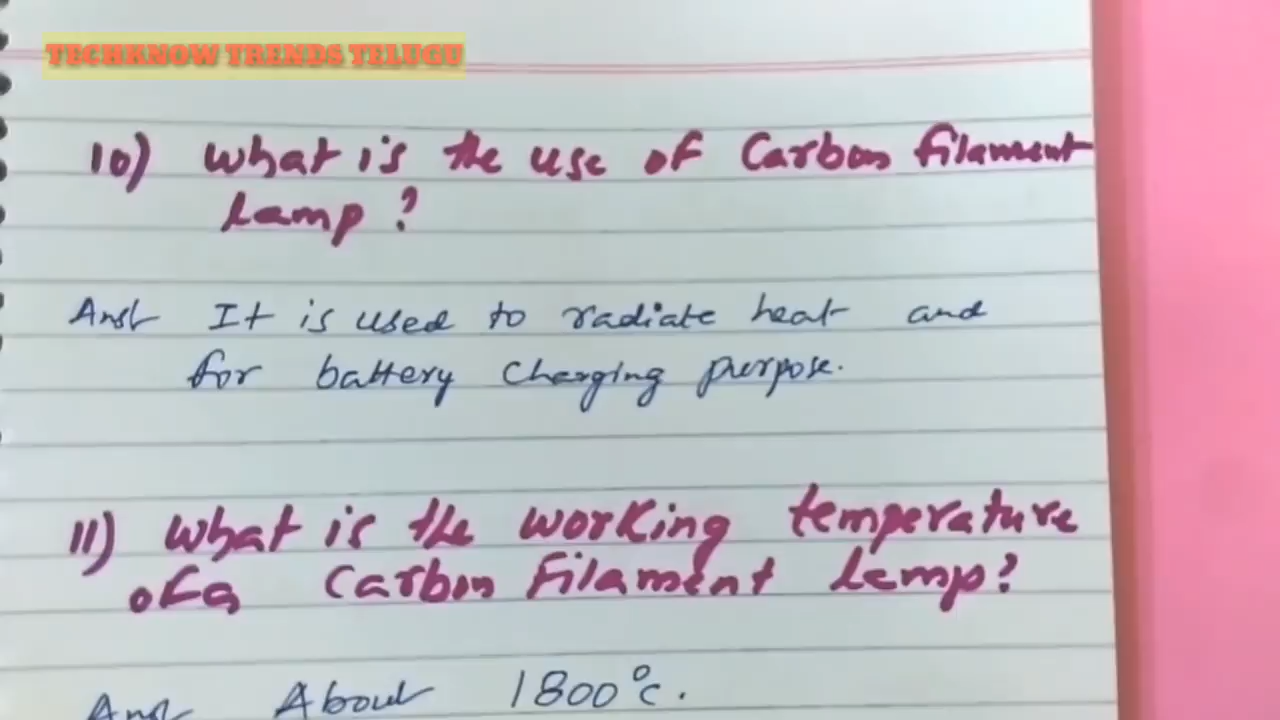 TECHKNOW TRENDS TELUGU
10) What is the use of Carbon filament
lamp?
Ans:- It is used to radiate heat and
for battery charging purpose.
11) What is the working temperature
of a Carbon filament lamp?
Ans:- About 1800°c.